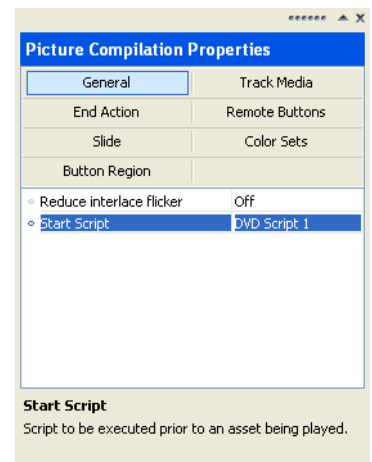 Picture Compilation Properties
General Track Media
End Action Remote Buttons
Slide Color Sets
Button Region
Reduce interlace flicker Off
Start Script DVD Script 1
Start Script
Script to be executed prior to an asset being played.